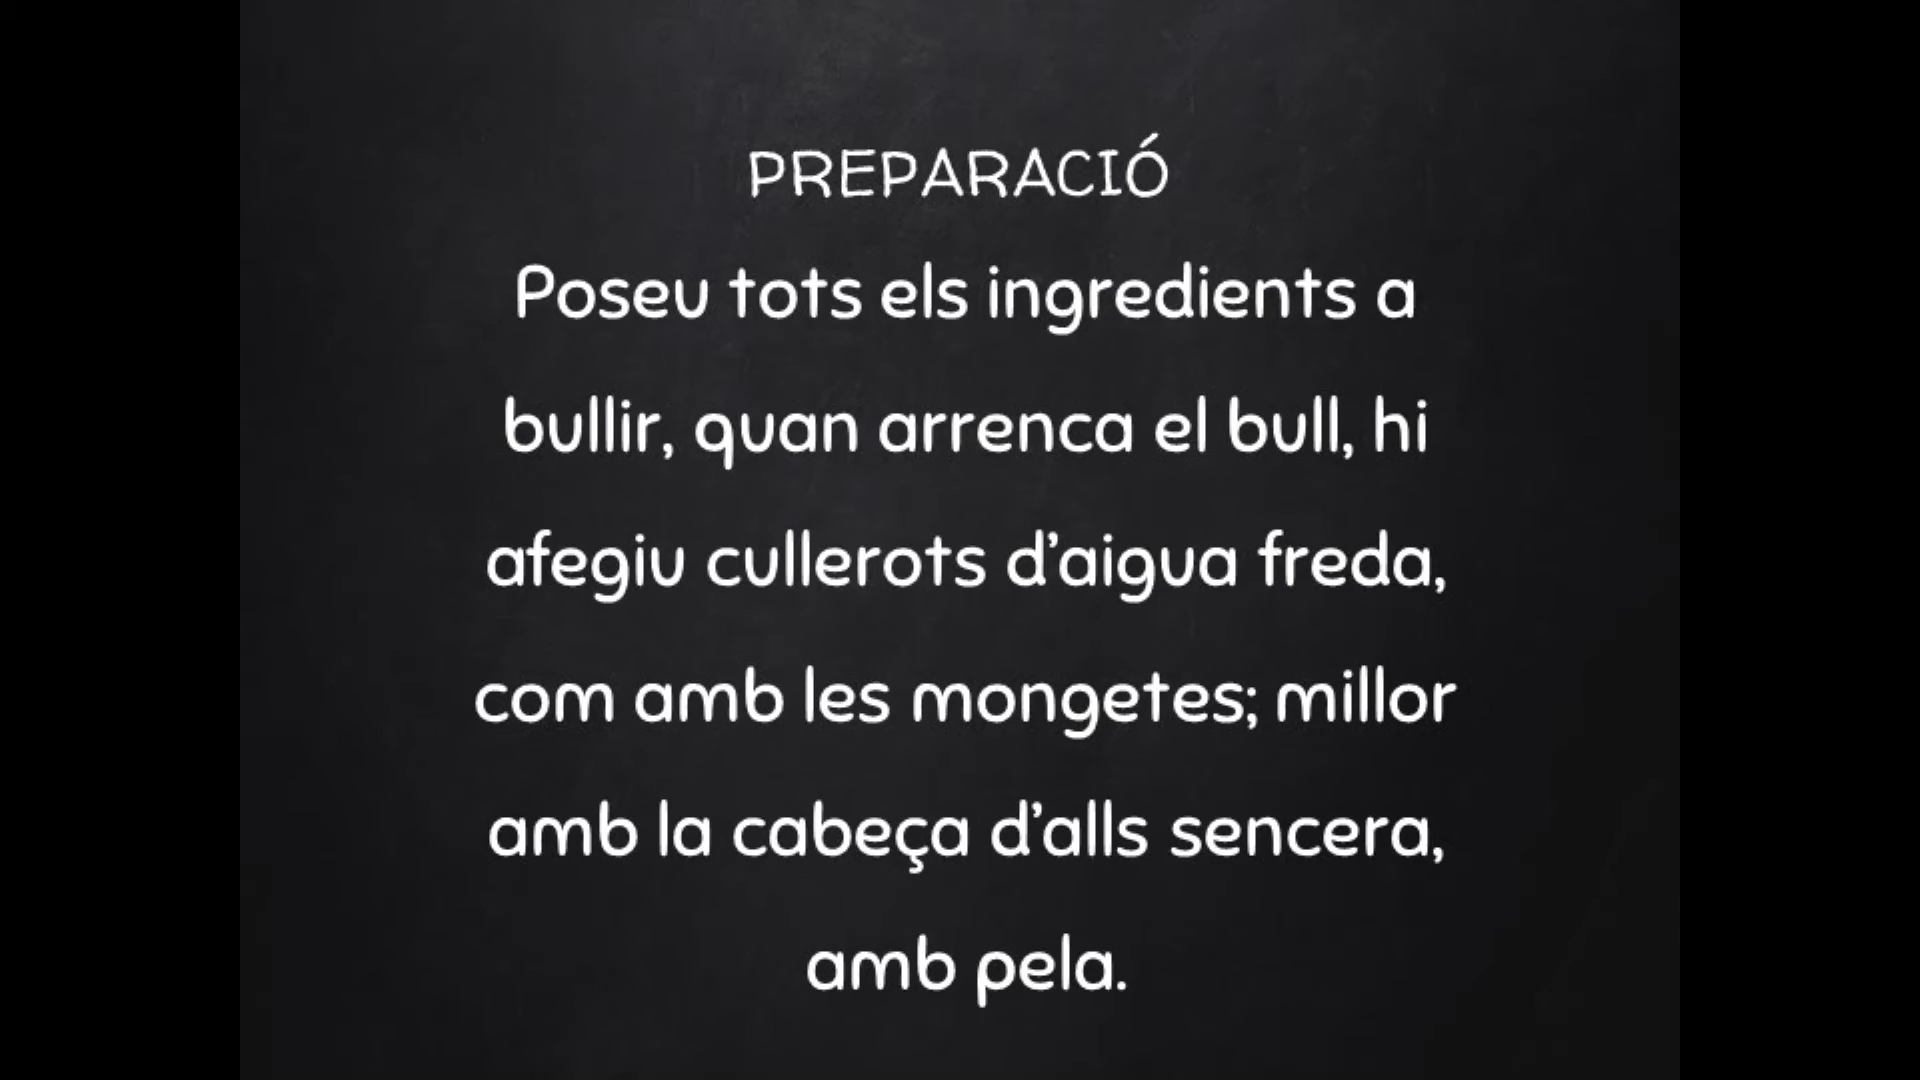 PREPARACIÓ
Poseu tots els ingredients a
bullir, quan arrenca el bull, hi
afegiu cullerots d’aigua freda,
com amb les mongetes; millor
amb la cabeça d’alls sencera,
amb pela.